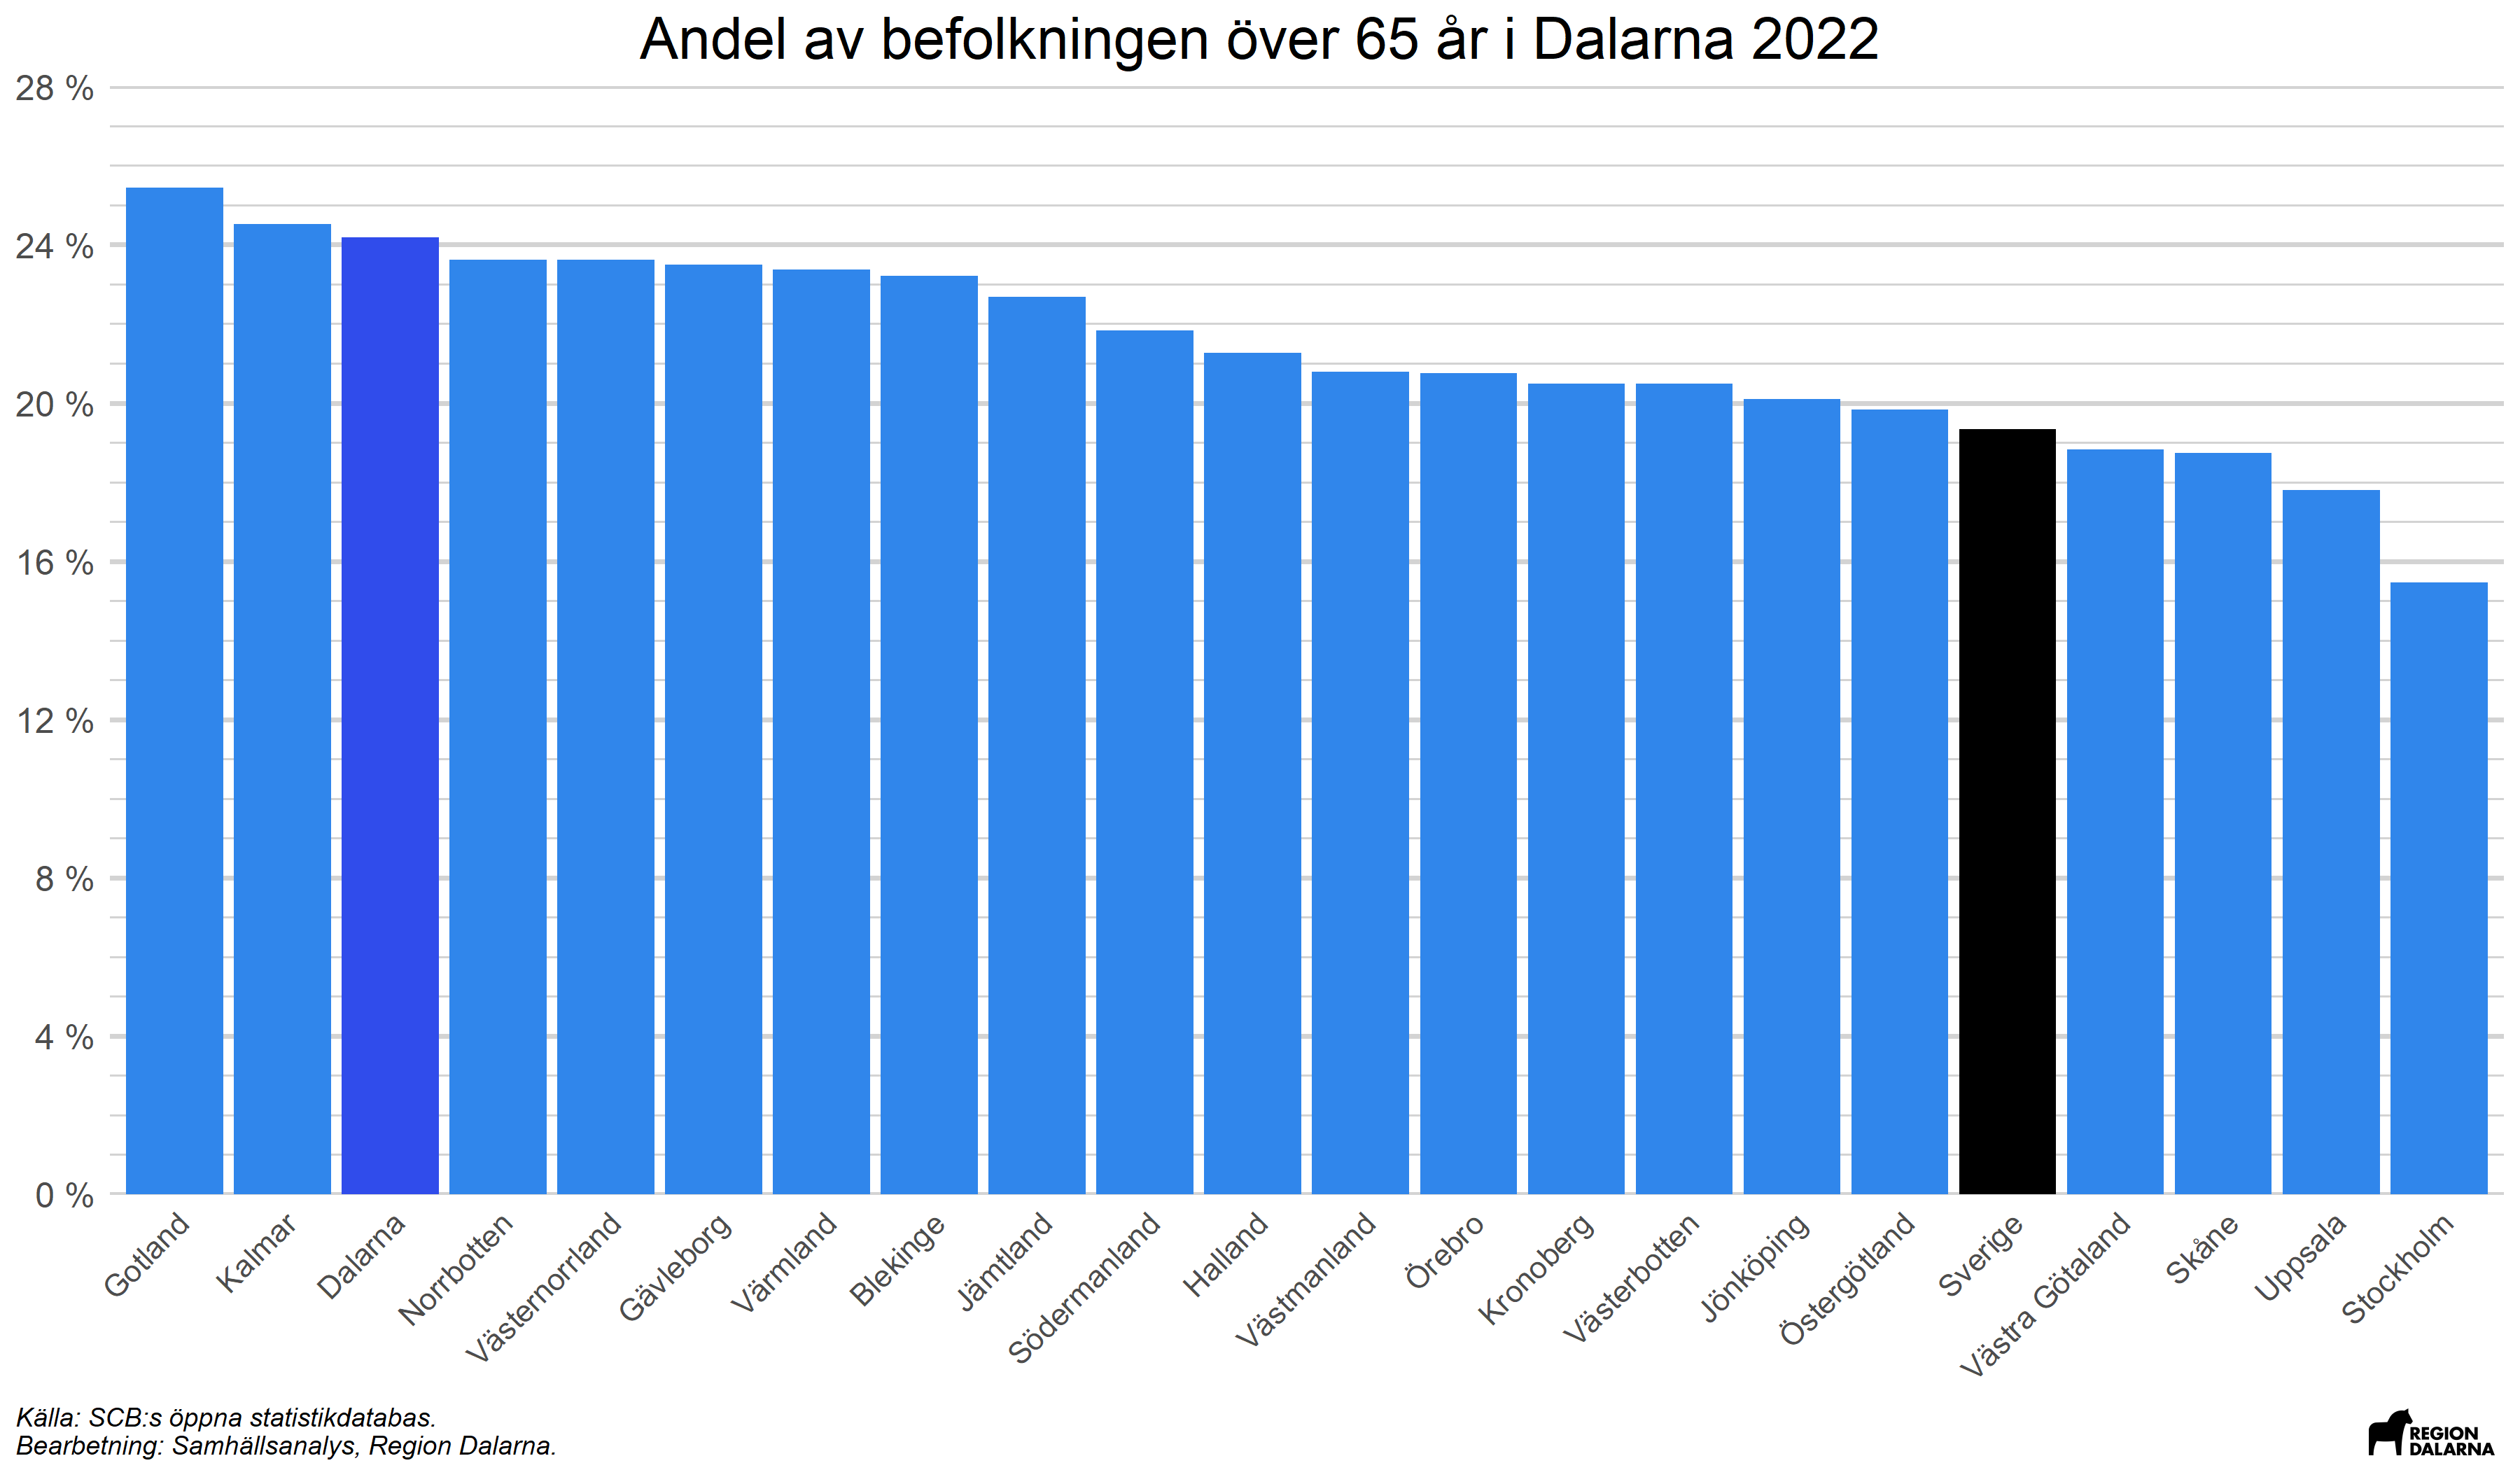 Andel av befolkningen över 65 år i Dalarna 2022
28 %
24 %
20 %
16 %
12 %
8 %
4 %
0 %
Gotland
Kalmar
Dalarna
Norrbotten
Västernorrland
Gävleborg
Värmland
Blekinge
Jämtland
Södermanland
Halland
Västmanland
Örebro
Kronoberg
Västerbotten
Jönköping
Östergötland
Sverige
Västra Götaland
Skåne
Uppsala
Stockholm
Källa: SCB:s öppna statistikdatabas.
Bearbetning: Samhällsanalys, Region Dalarna.
REGION
DALARNA